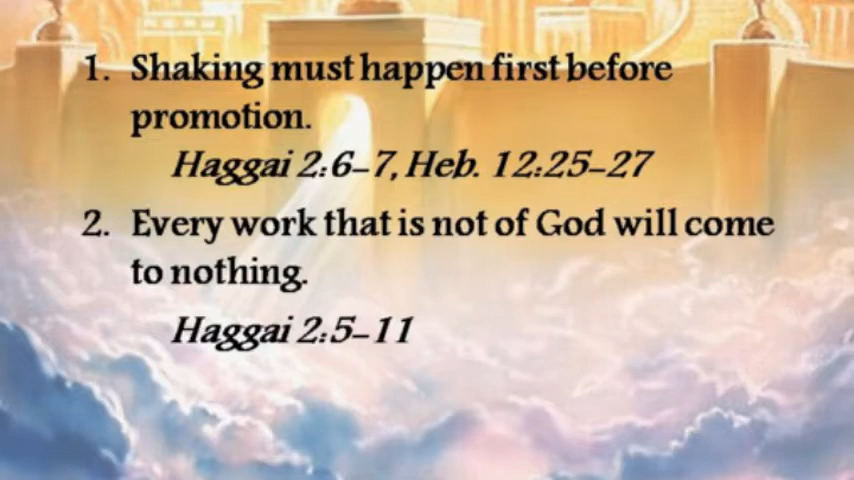 1. Shaking must happen first before
promotion.
Haggai 2:6-7, Heb. 12:25-27
2. Every work that is not of God will come
to nothing.
Haggai 2:5-11